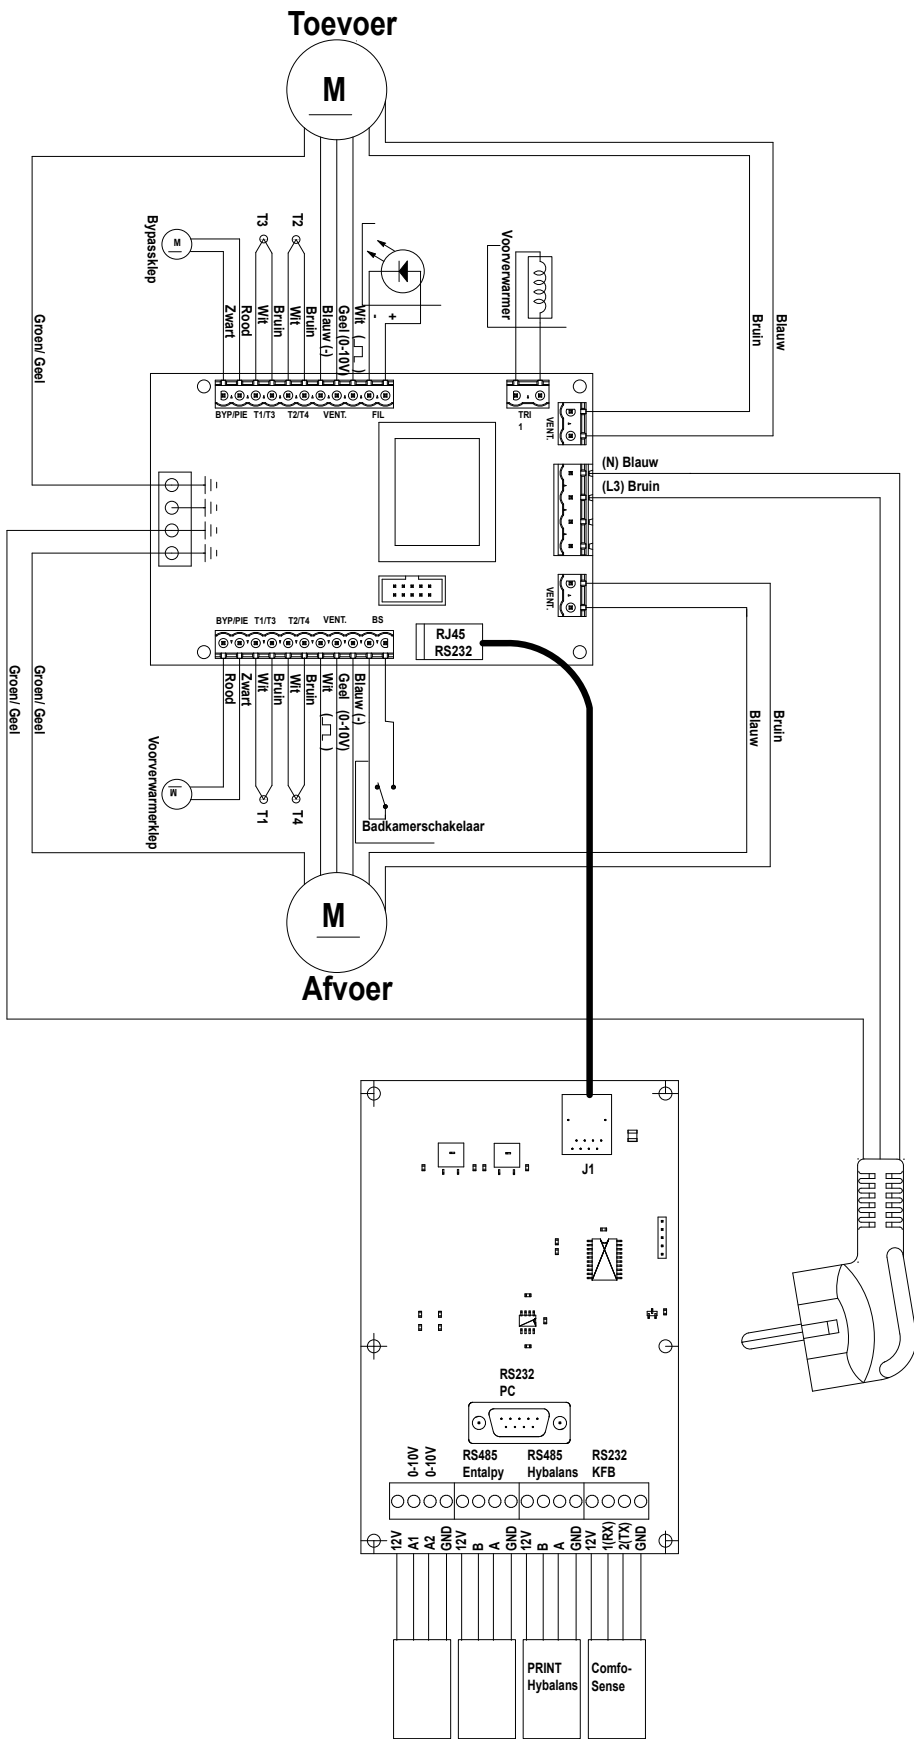 Toevoer
M
T3
T2
Bypassklep
M
Zwart
Rood
Wit
Bruin
Wit
Bruin
Blauw (-)
Geel (0-10V)
Wit
-
+
Voorverwarmer
Blauw
Bruin
Groen/ Geel
BYP/PIE
T1/T3
T2/T4
VENT.
FIL
TRI
1
VENT.
(N) Blauw
(L3) Bruin
VENT.
BYP/PIE
T1/T3
T2/T4
VENT.
BS
RJ45
RS232
Rood
Zwart
Wit
Bruin
Wit
Bruin
Wit
Geel (0-10V)
Blauw (-)
Groen/ Geel
Groen/ Geel
Blauw
Bruin
Voorverwarmerklep
M
T1
T4
Badkamerschakelaar
M
Afvoer
J1
RS232
PC
0-10V
0-10V
RS485
Entalpy
RS485
Hybalans
RS232
KFB
12V
A1
A2
GND
12V
B
A
GND
12V
B
A
GND
12V
1(RX)
2(TX)
GND
PRINT
Hybalans
Comfo-
Sense